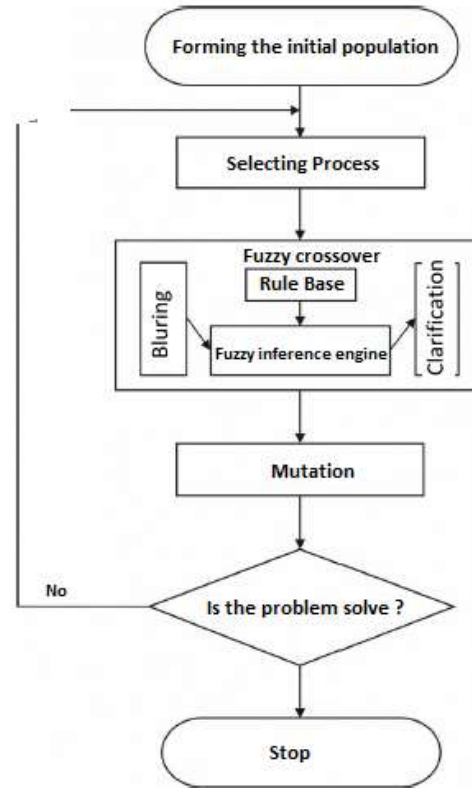 Forming the initial population
Selecting Process
Fuzzy crossover
Rule Base
Bluring
Fuzzy inference engine
Clarification
Mutation
No
Is the problem solve ?
Stop